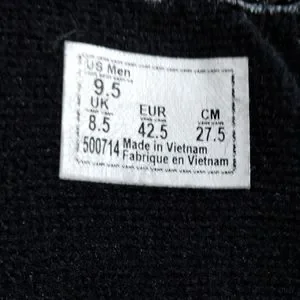 US Men
9.5
UK EUR CM
8.5 42.5 27.5
500714 Made in Vietnam
Fabrique en Vietnam